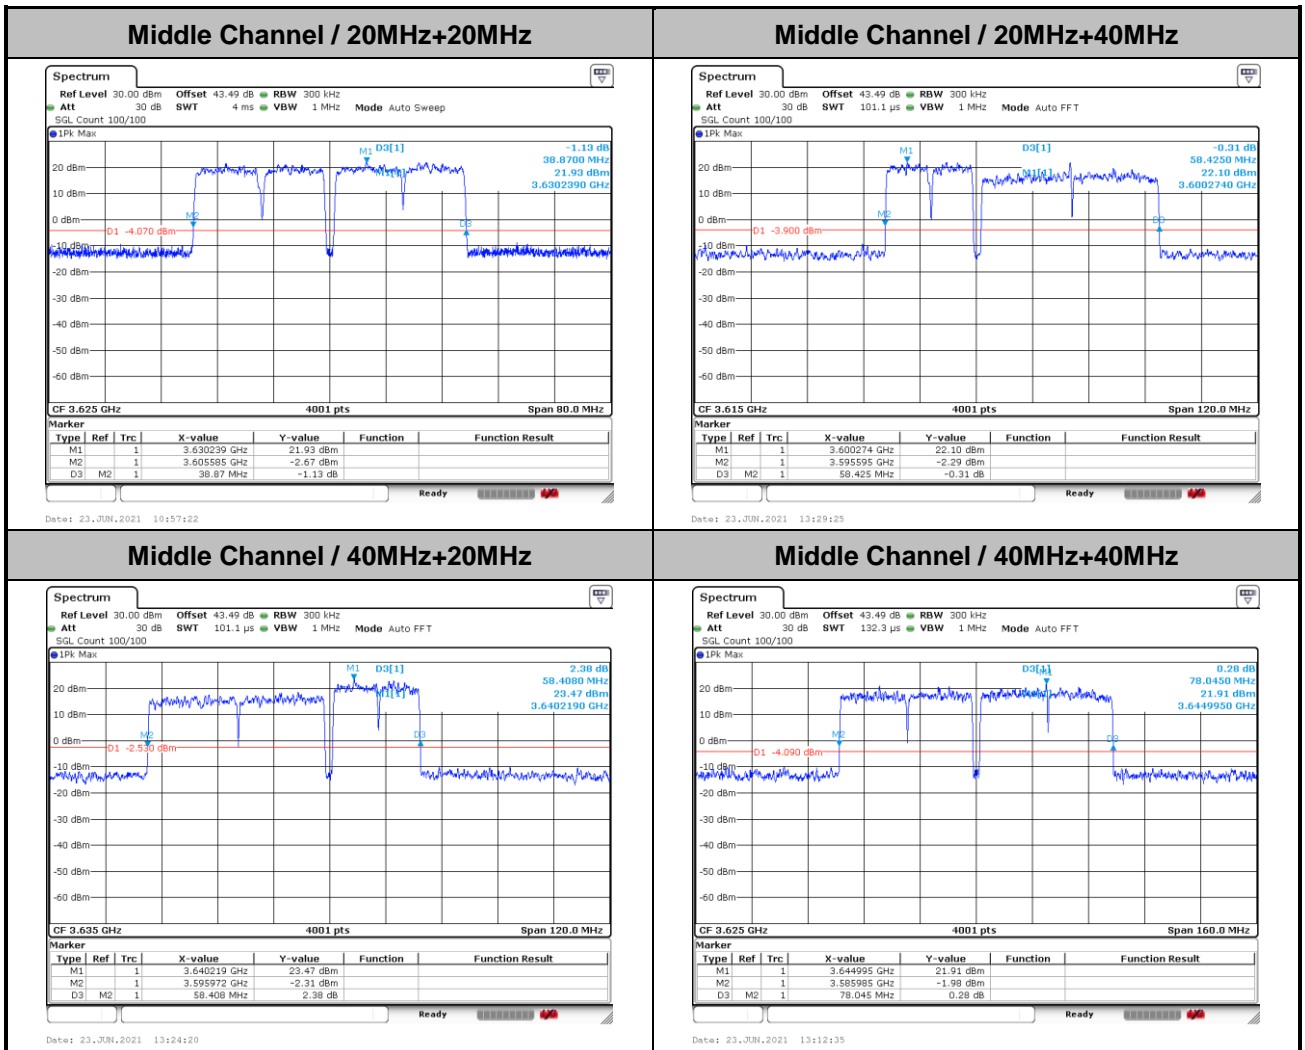 Middle Channel / 20MHz+20MHz
Spectrum
Ref Level 30.00 dBm Offset 43.49 dB RBW 300 kHz
Att 30 dB SWT 4 ms VBW 1 MHz Mode Auto Sweep
SGL Count 100/100
1Pk Max
D3[1] -1.13 dB
38.8700 MHz
M1[1] 21.93 dBm
3.6302390 GHz
M1
M2
D3
D1 -4.070 dBm
20 dBm
10 dBm
0 dBm
-10 dBm
-20 dBm
-30 dBm
-40 dBm
-50 dBm
-60 dBm
CF 3.625 GHz 4001 pts Span 80.0 MHz
Marker
Type Ref Trc X-value Y-value Function Function Result
M1 1 3.630239 GHz 21.93 dBm
M2 1 3.605585 GHz -2.67 dBm
D3 M2 1 38.87 MHz -1.13 dB
Ready
Date: 23.JUN.2021 10:57:22
Middle Channel / 20MHz+40MHz
Spectrum
Ref Level 30.00 dBm Offset 43.49 dB RBW 300 kHz
Att 30 dB SWT 101.1 µs VBW 1 MHz Mode Auto FFT
SGL Count 100/100
1Pk Max
D3[1] -0.31 dB
58.4250 MHz
M1[1] 22.10 dBm
3.6002740 GHz
M1
M2
D3
D1 -3.900 dBm
20 dBm
10 dBm
0 dBm
-10 dBm
-20 dBm
-30 dBm
-40 dBm
-50 dBm
-60 dBm
CF 3.615 GHz 4001 pts Span 120.0 MHz
Marker
Type Ref Trc X-value Y-value Function Function Result
M1 1 3.600274 GHz 22.10 dBm
M2 1 3.595595 GHz -2.29 dBm
D3 M2 1 58.425 MHz -0.31 dB
Ready
Date: 23.JUN.2021 13:29:25
Middle Channel / 40MHz+20MHz
Spectrum
Ref Level 30.00 dBm Offset 43.49 dB RBW 300 kHz
Att 30 dB SWT 101.1 µs VBW 1 MHz Mode Auto FFT
SGL Count 100/100
1Pk Max
D3[1] 2.38 dB
58.4080 MHz
M1[1] 23.47 dBm
3.6402190 GHz
M1
M2
D3
D1 -2.530 dBm
20 dBm
10 dBm
0 dBm
-10 dBm
-20 dBm
-30 dBm
-40 dBm
-50 dBm
-60 dBm
CF 3.635 GHz 4001 pts Span 120.0 MHz
Marker
Type Ref Trc X-value Y-value Function Function Result
M1 1 3.640219 GHz 23.47 dBm
M2 1 3.595972 GHz -2.31 dBm
D3 M2 1 58.408 MHz 2.38 dB
Ready
Date: 23.JUN.2021 13:24:20
Middle Channel / 40MHz+40MHz
Spectrum
Ref Level 30.00 dBm Offset 43.49 dB RBW 300 kHz
Att 30 dB SWT 132.3 µs VBW 1 MHz Mode Auto FFT
SGL Count 100/100
1Pk Max
D3[1] 0.28 dB
78.0450 MHz
M1[1] 21.91 dBm
3.6449950 GHz
M1
M2
D3
D1 -4.090 dBm
20 dBm
10 dBm
0 dBm
-10 dBm
-20 dBm
-30 dBm
-40 dBm
-50 dBm
-60 dBm
CF 3.625 GHz 4001 pts Span 160.0 MHz
Marker
Type Ref Trc X-value Y-value Function Function Result
M1 1 3.644995 GHz 21.91 dBm
M2 1 3.585985 GHz -1.98 dBm
D3 M2 1 78.045 MHz 0.28 dB
Ready
Date: 23.JUN.2021 13:12:35